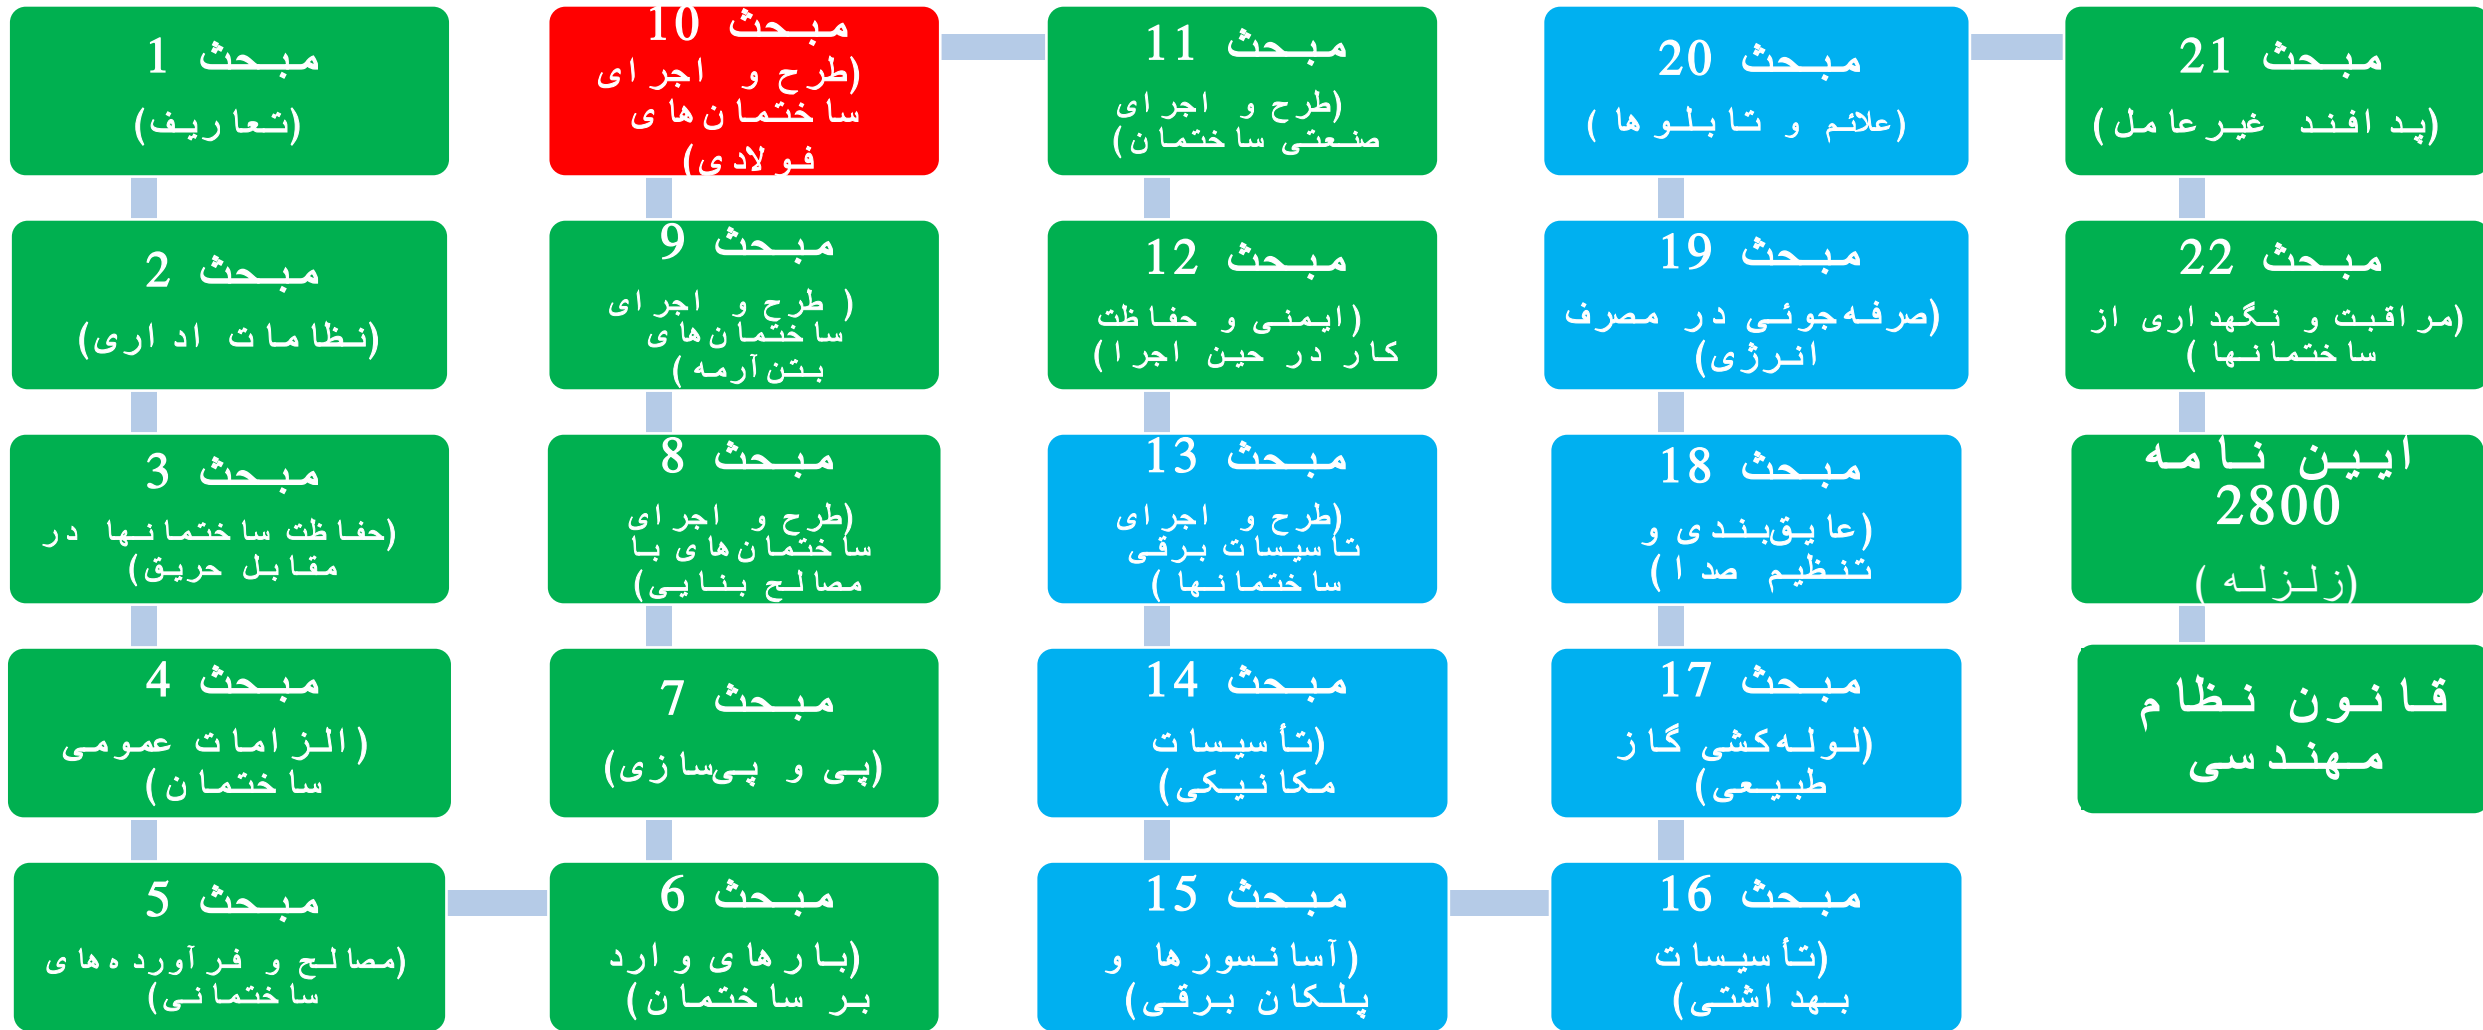 مبحث 1
(تعاریف)
مبحث 2
(نظامات اداری)
مبحث 3
(حفاظت ساختمانها در
مقابل حریق)
مبحث 4
(الزامات عمومی
ساختمان)
مبحث 5
(مصالح و فرآورده‌های
ساختمانی)
مبحث 6
(بارهای وارد
بر ساختمان)
مبحث 7
(پی و پی‌سازی)
مبحث 8
(طرح و اجرای
ساختمان‌های با
مصالح بنایی)
مبحث 9
( طرح و اجرای
ساختمان‌های
بتن‌آرمه)
مبحث 10
(طرح و اجرای
ساختمان‌های
فولادی)
مبحث 11
(طرح و اجرای
صنعتی ساختمان)
مبحث 12
(ایمنی و حفاظت
کار در حین اجرا)
مبحث 13
(طرح و اجرای
تاسیسات برقی
ساختمانها)
مبحث 14
(تأسیسات
مکانیکی)
مبحث 15
(آسانسورها و
پلکان برقی)
مبحث 16
(تأسیسات
بهداشتی)
مبحث 17
(لوله‌کشی گاز
طبیعی)
مبحث 18
(عایق‌بندی و
تنظیم صدا)
مبحث 19
(صرفه‌جوئی در مصرف
انرژی)
مبحث 20
(علائم و تابلوها)
مبحث 21
(پدافند غیرعامل)
مبحث 22
(مراقبت و نگهداری از
ساختمانها)
ایین نامه
2800
(زلزله)
قانون نظام
مهندسی